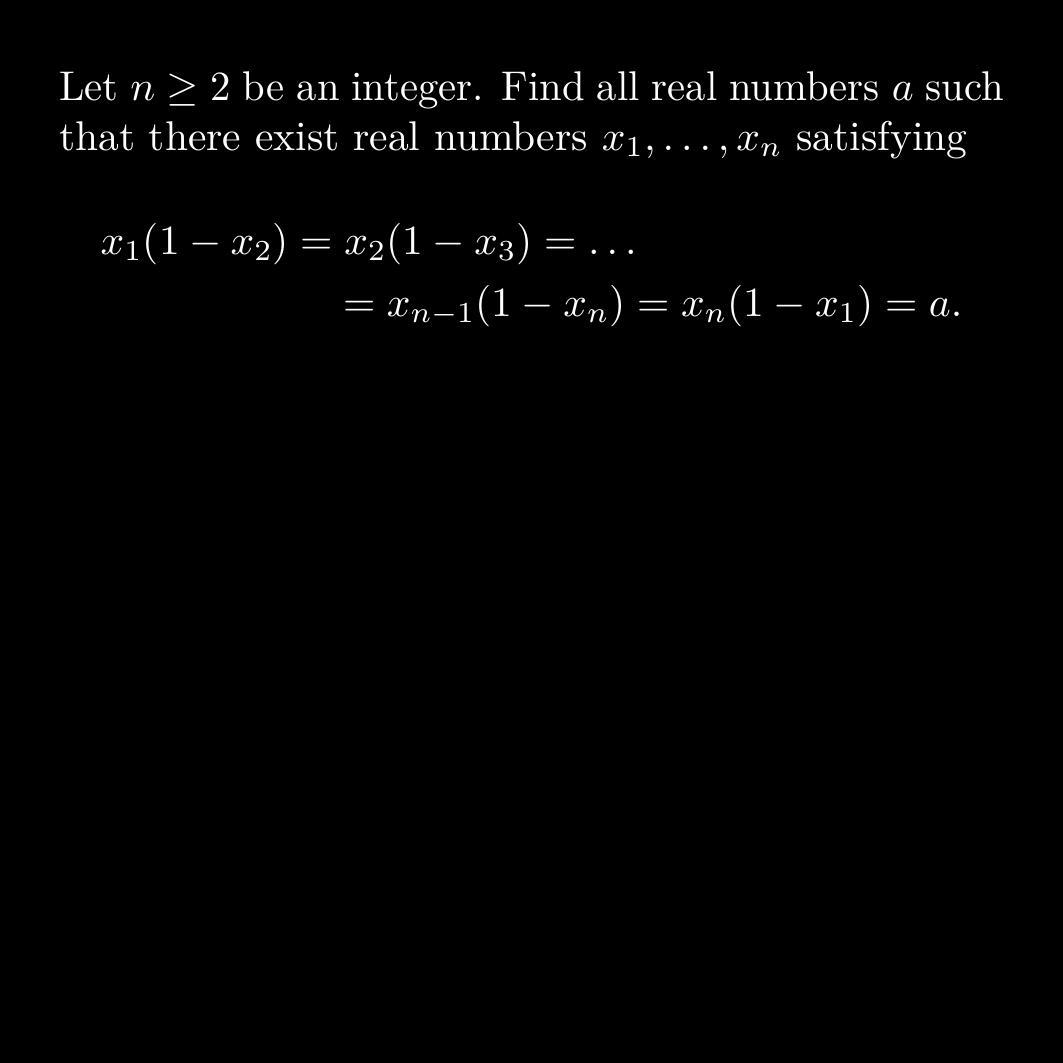 Let $n \geq 2$ be an integer. Find all real numbers $a$ such
that there exist real numbers $x_1, \ldots, x_n$ satisfying
$x_1(1 - x_2) = x_2(1 - x_3) = \ldots$
$= x_{n-1}(1 - x_n) = x_n(1 - x_1) = a.$